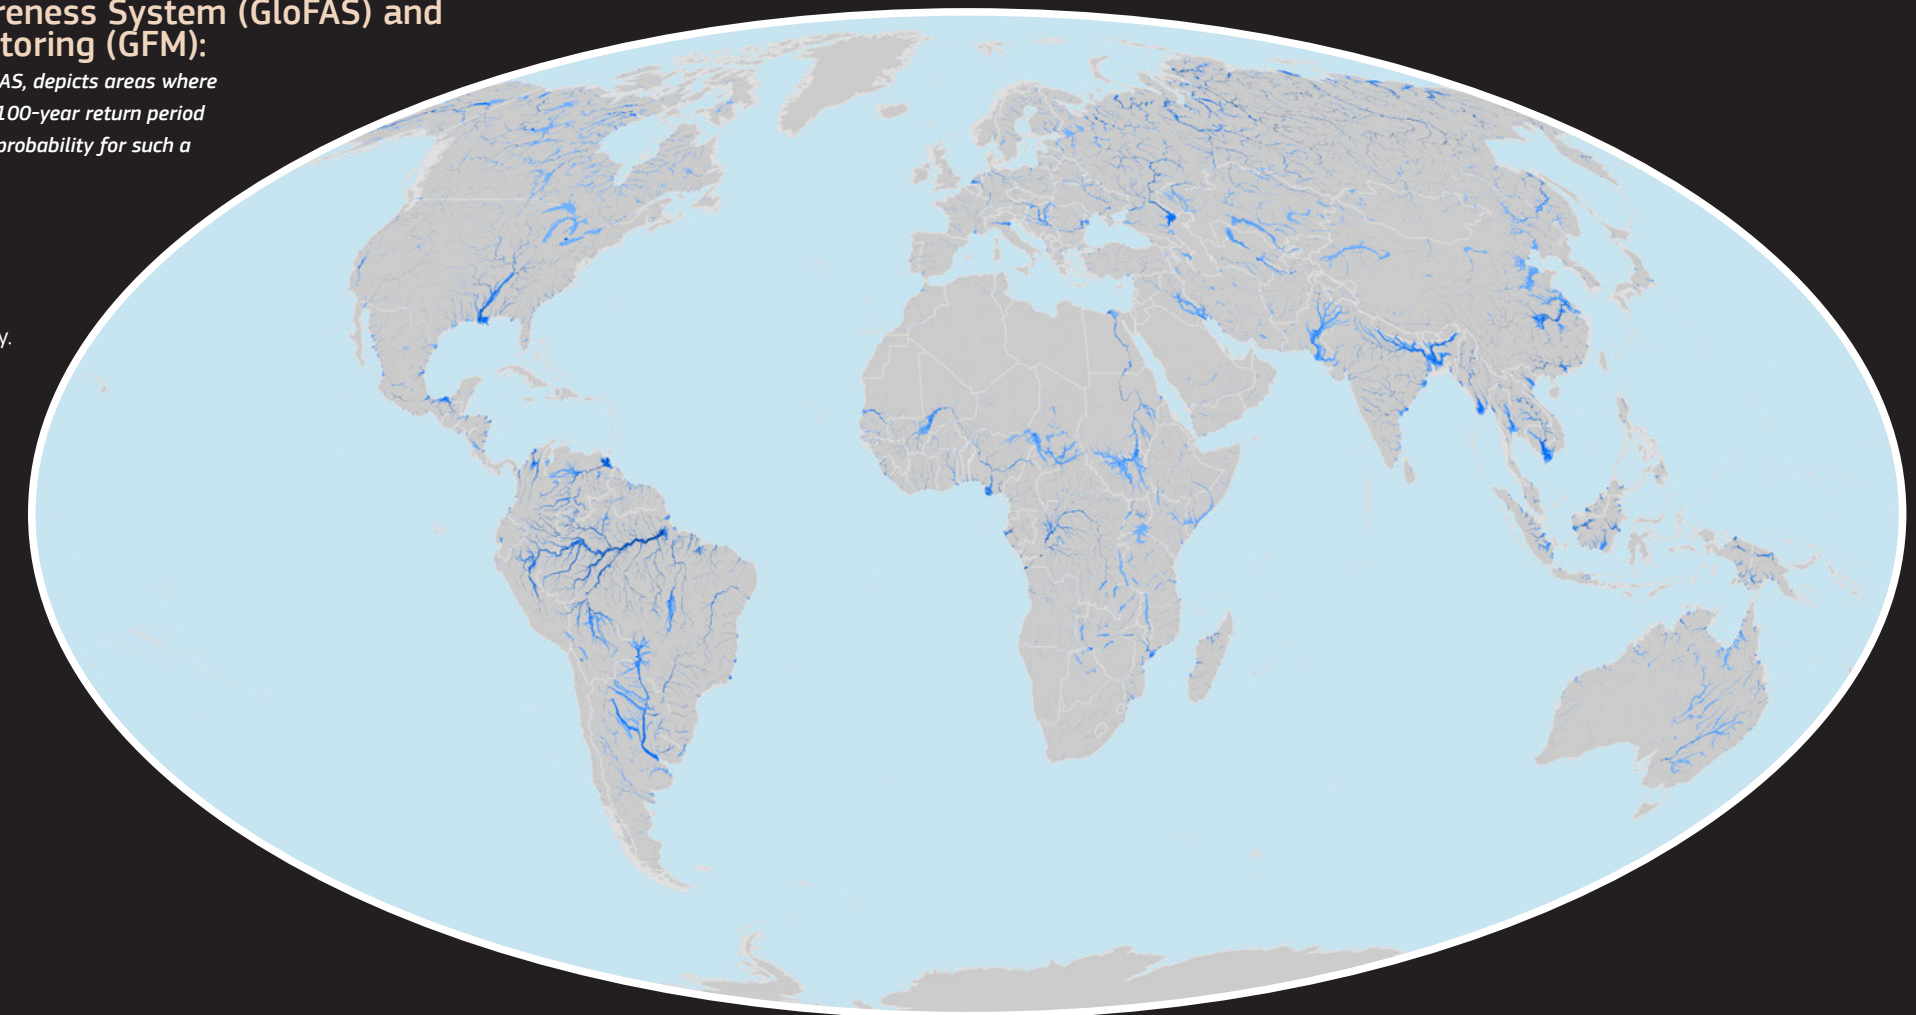 reness System (GloFAS) and
toring (GFM):
AS, depicts areas where
100-year return period
probability for such a
y.